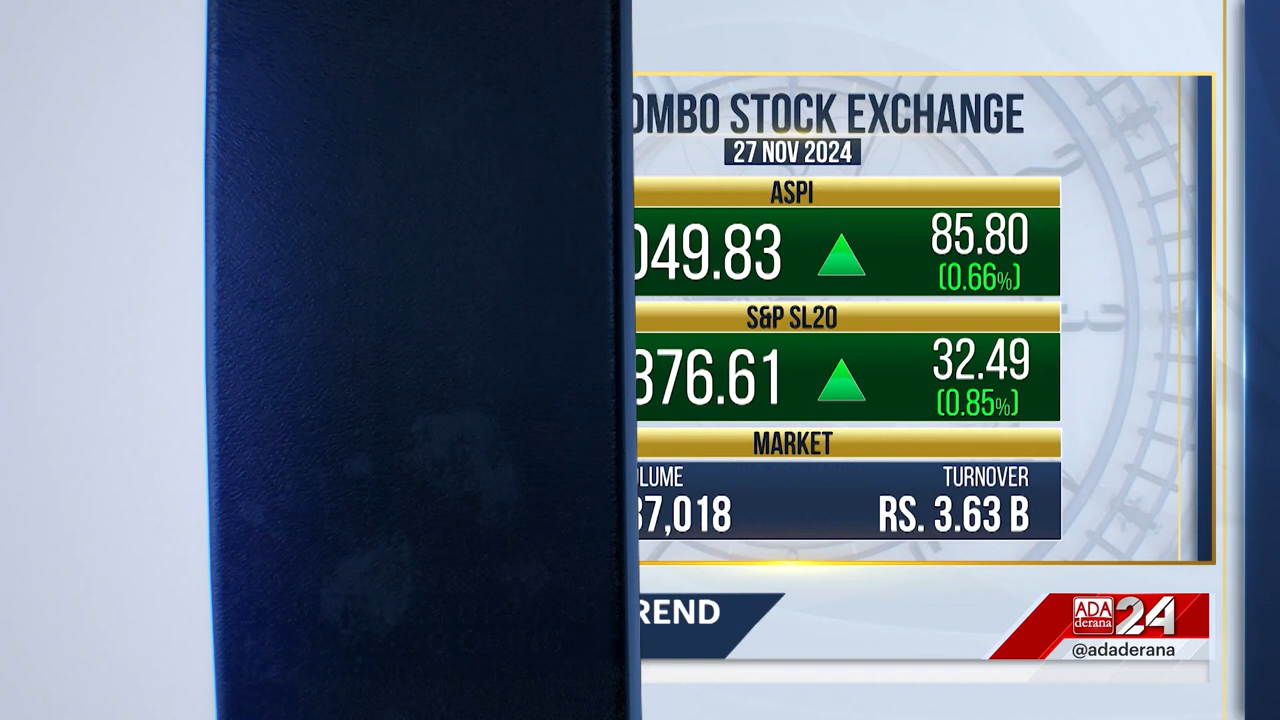 OMBO STOCK EXCHANGE
27 NOV 2024
ASPI
049.83 85.80
(0.66%)
S&P SL20
876.61 32.49
(0.85%)
MARKET
LUME TURNOVER
37,018 RS. 3.63 B
REND
ADA
derana 24
@adaderana